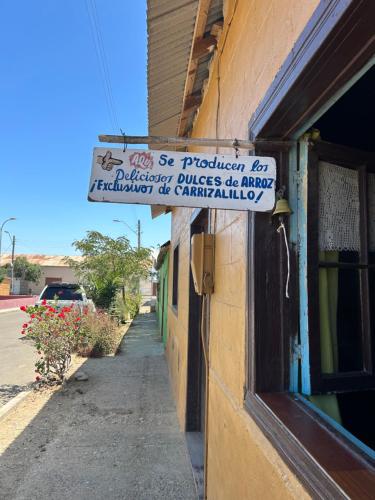 AQUÍ Se producen los
Deliciosos DULCES de ARROZ
¡Exclusivos de CARRIZALILLO!